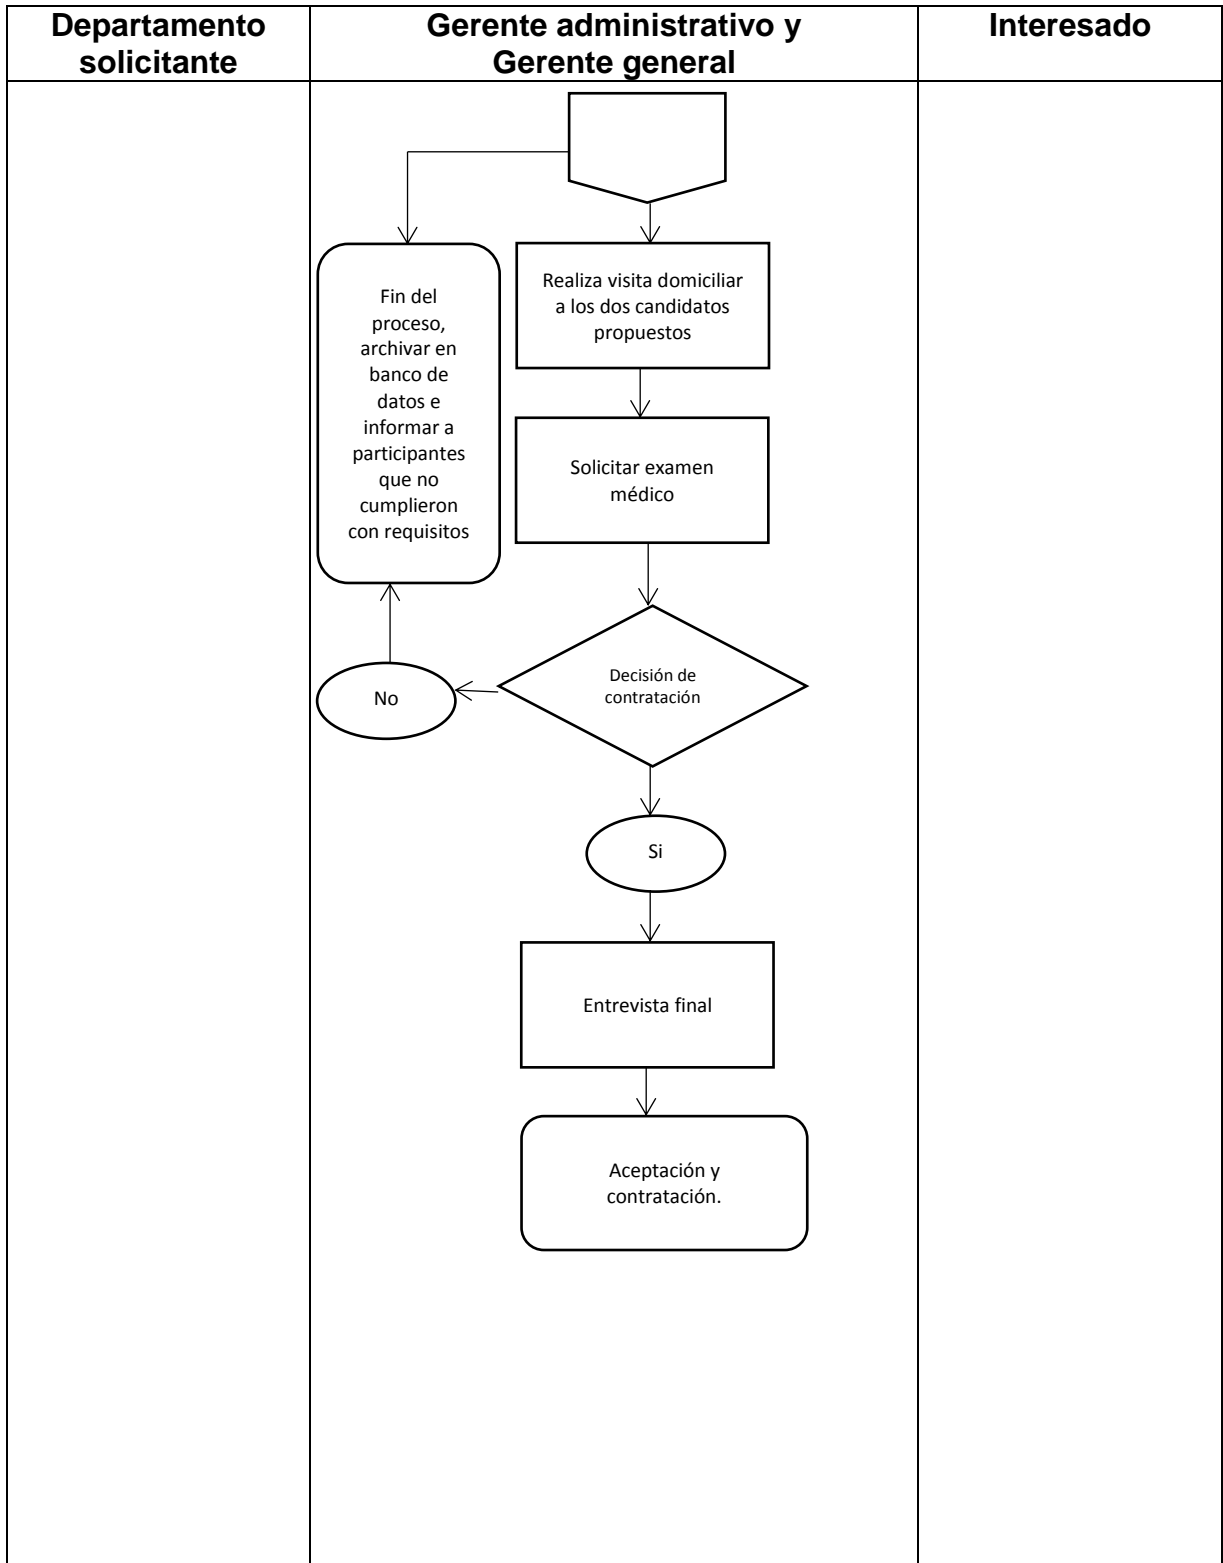 Departamento
solicitante
Gerente administrativo y
Gerente general
Interesado
Realiza visita domiciliar
a los dos candidatos
propuestos
Fin del
proceso,
archivar en
banco de
datos e
informar a
participantes
que no
cumplieron
con requisitos
Solicitar examen
médico
Decisión de
contratación
No
Si
Entrevista final
Aceptación y
contratación.